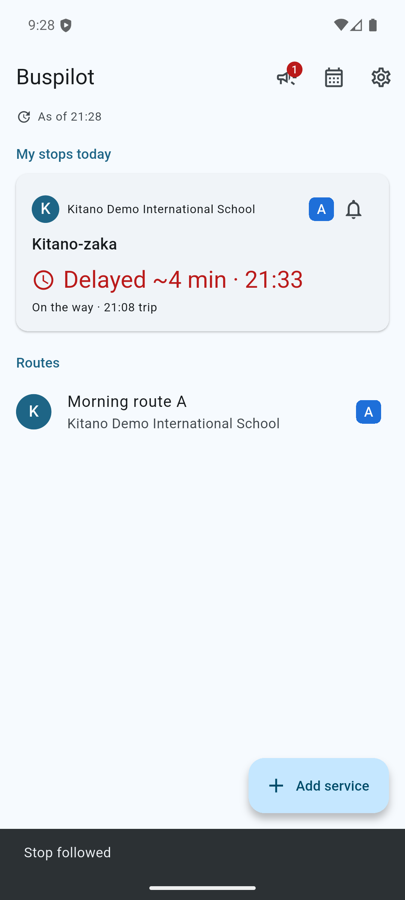 9:28
Buspilot
1
As of 21:28
My stops today
K Kitano Demo International School A
Kitano-zaka
Delayed ~4 min · 21:33
On the way · 21:08 trip
Routes
K Morning route A A
Kitano Demo International School
+ Add service
Stop followed